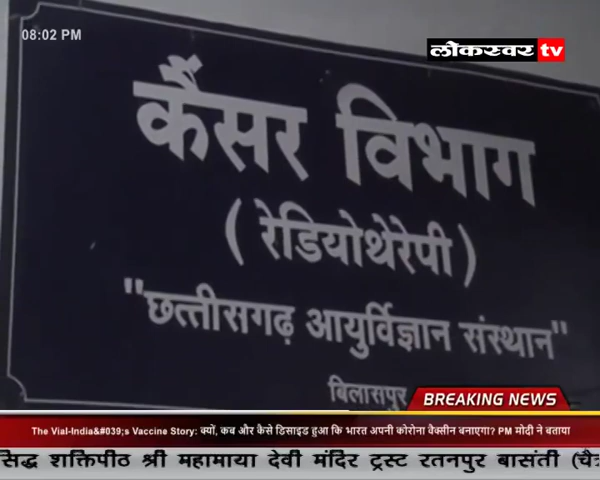 08:02 PM
लोकस्वर tv
कैंसर विभाग
( रेडियोथेरेपी )
"छत्तीसगढ़ आयुर्विज्ञान संस्थान"
बिलासपुर
BREAKING NEWS
The Vial-India&#039;s Vaccine Story: क्यों, कब और कैसे डिसाइड हुआ कि भारत अपनी कोरोना वैक्सीन बनाएगा? PM मोदी ने बताया
सिद्ध शक्तिपीठ श्री महामाया देवी मंदिर ट्रस्ट रतनपुर बासंती (चैत्र